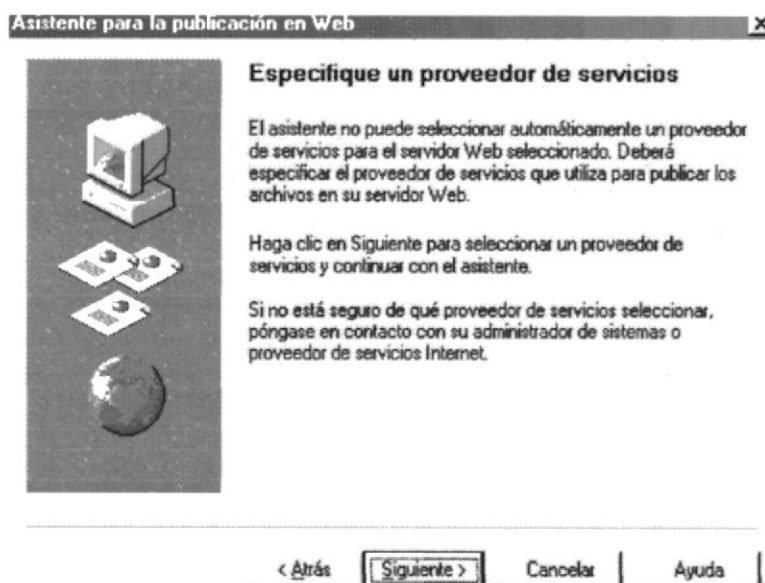 Asistente para la publicación en Web
Especifique un proveedor de servicios
El asistente no puede seleccionar automáticamente un proveedor
de servicios para el servidor Web seleccionado. Deberá
especificar el proveedor de servicios que utiliza para publicar los
archivos en su servidor Web.
Haga clic en Siguiente para seleccionar un proveedor de
servicios y continuar con el asistente.
Si no está seguro de qué proveedor de servicios seleccionar,
póngase en contacto con su administrador de sistemas o
proveedor de servicios Internet.
< Atrás Siguiente > Cancelar Ayuda